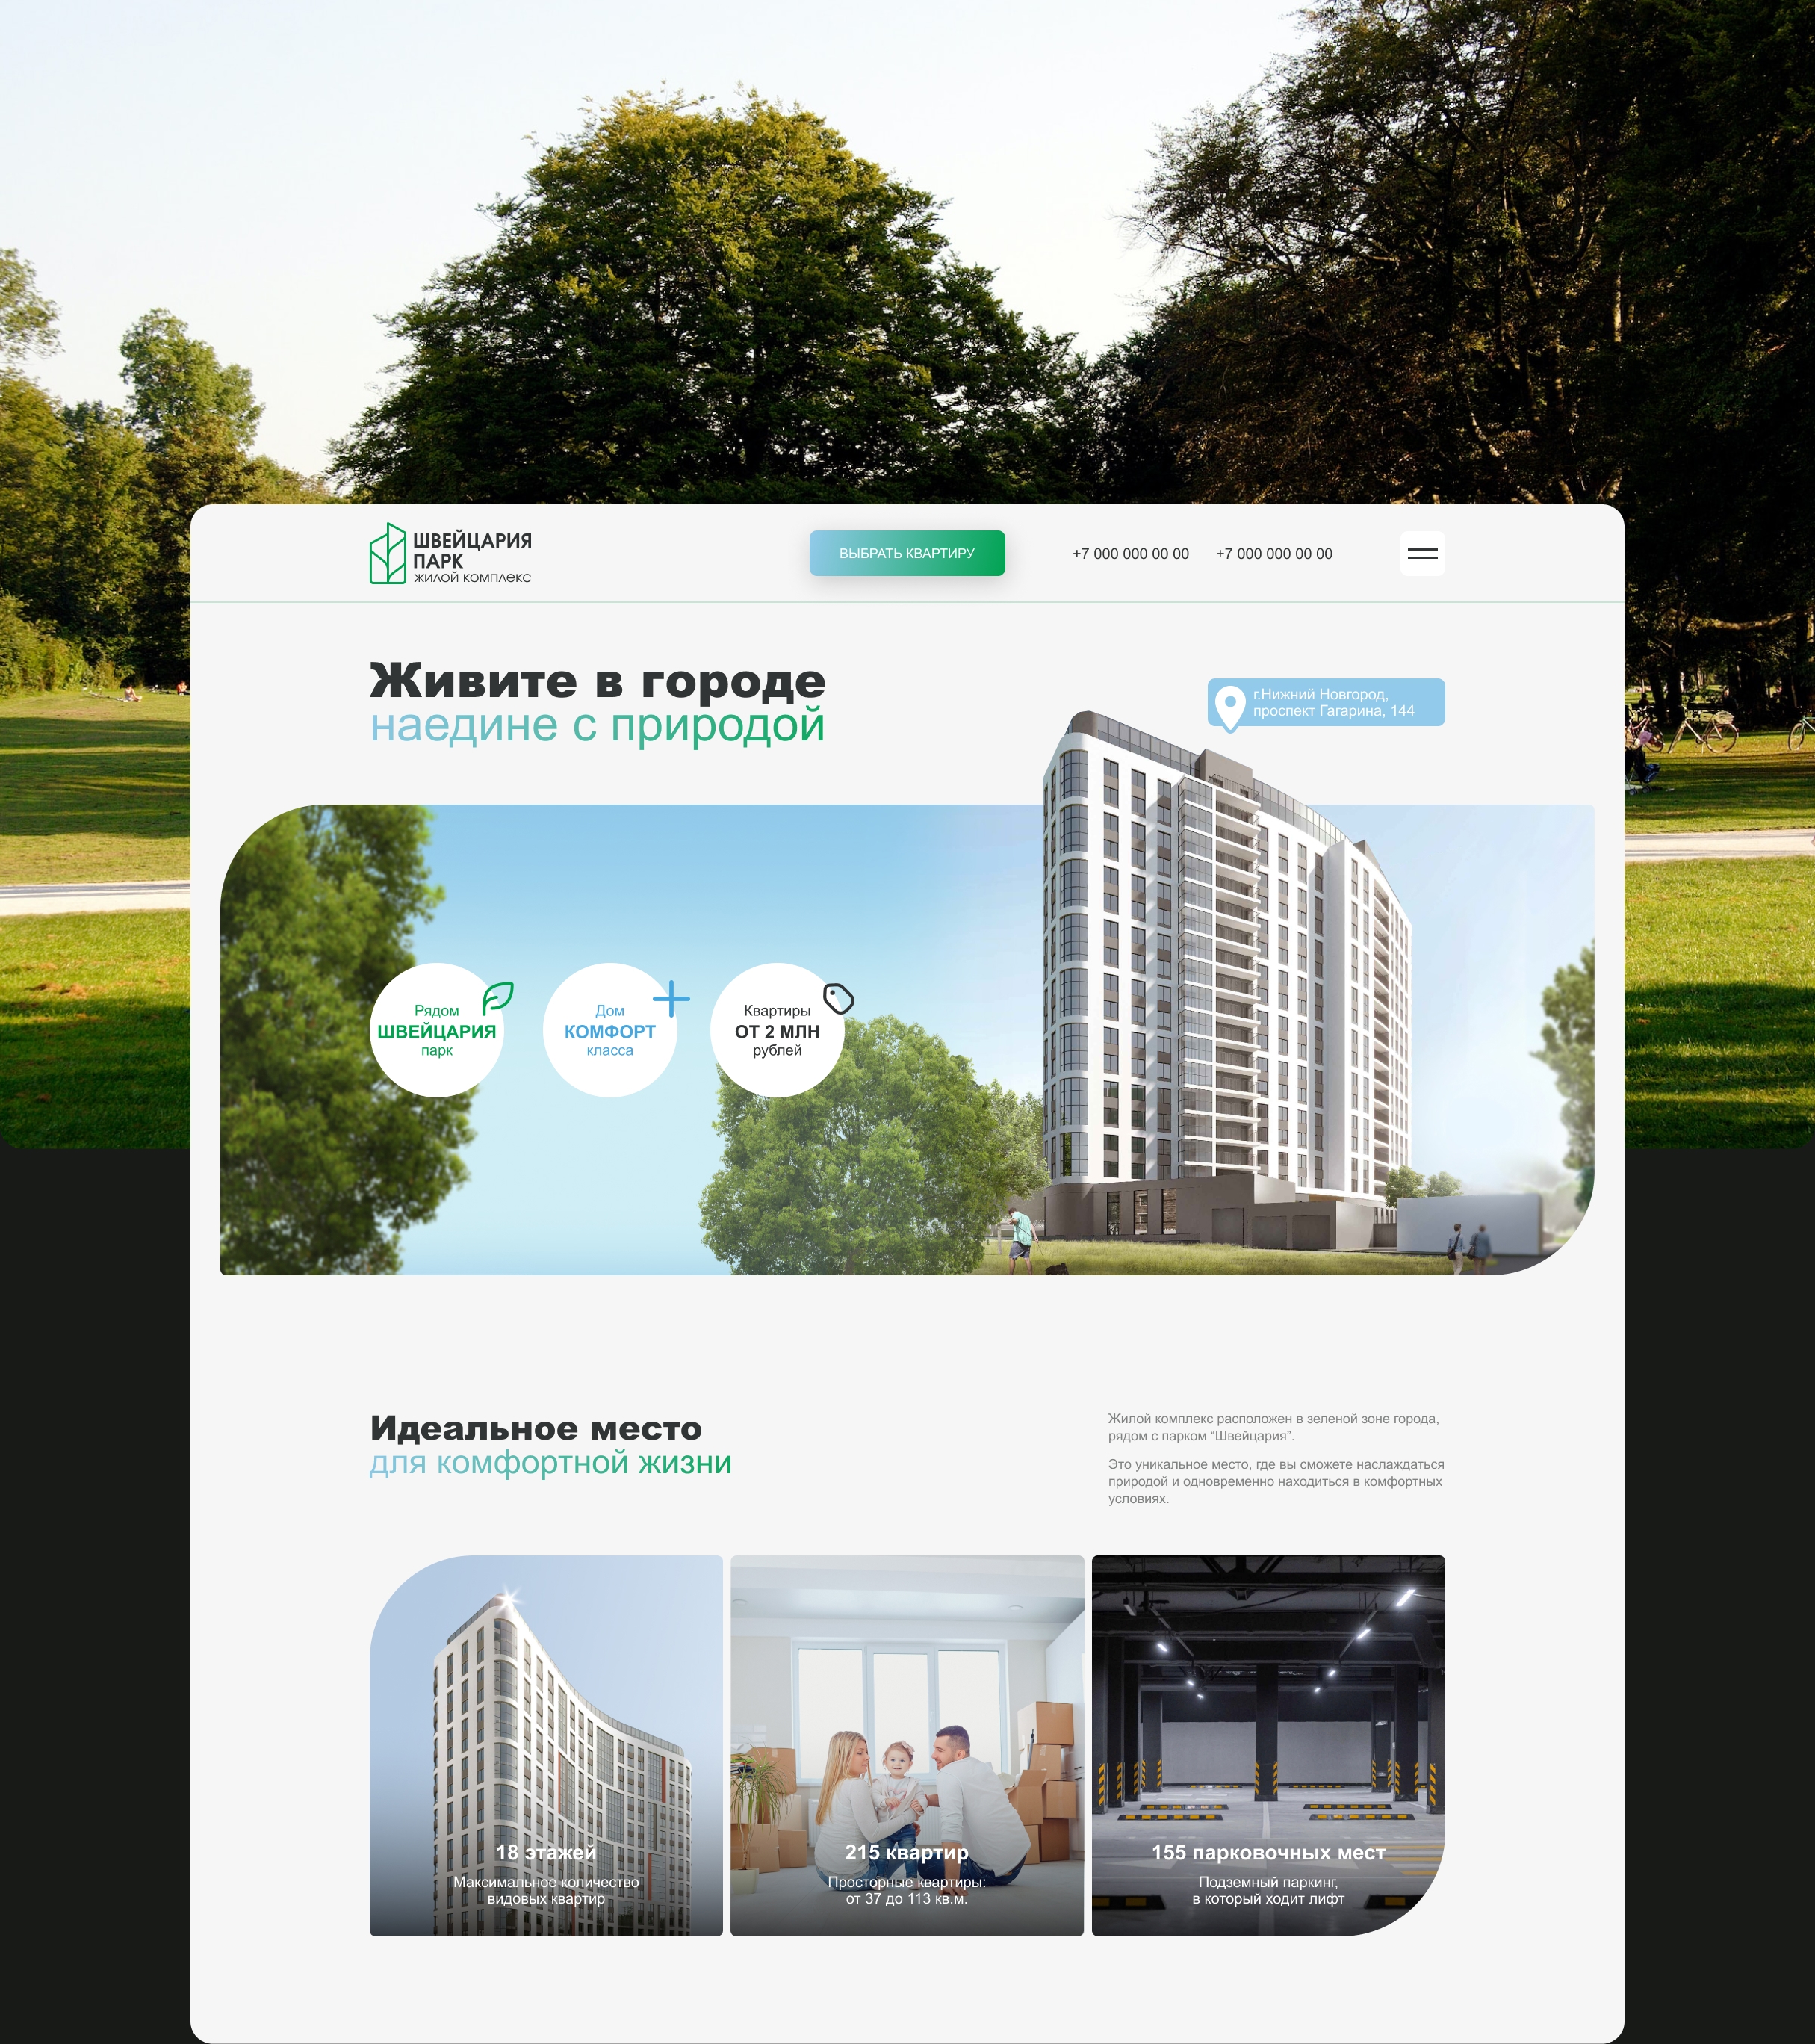 ШВЕЙЦАРИЯ
ПАРК
ЖИЛОЙ КОМПЛЕКС
ВЫБРАТЬ КВАРТИРУ
+7 000 000 00 00
+7 000 000 00 00
Живите в городе
наедине с природой
г.Нижний Новгород,
проспект Гагарина, 144
Рядом
ШВЕЙЦАРИЯ
парк
Дом
КОМФОРТ
класса
Квартиры
ОТ 2 МЛН
рублей
Идеальное место
для комфортной жизни
Жилой комплекс расположен в зеленой зоне города,
рядом с парком “Швейцария”.
Это уникальное место, где вы сможете наслаждаться
природой и одновременно находиться в комфортных
условиях.
18 этажей
Максимальное количество
видовых квартир
215 квартир
Просторные квартиры:
от 37 до 113 кв.м.
155 парковочных мест
Подземный паркинг,
в который ходит лифт